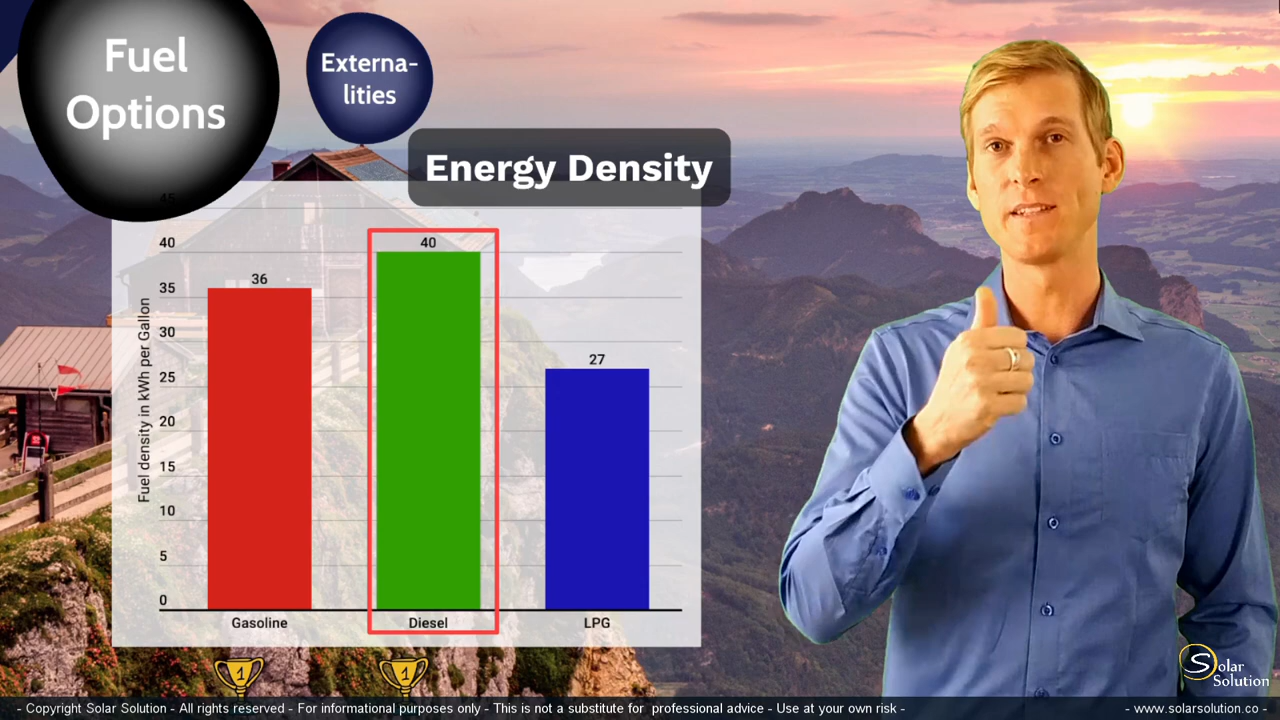 Fuel
Options
Externa-
lities
Energy Density
45
40
35
30
25
20
15
10
5
0
Fuel density in kWh per Gallon
36
40
27
Gasoline
Diesel
LPG
1
1
Solar
Solution
- Copyright Solar Solution - All rights reserved - For informational purposes only - This is not a substitute for professional advice - Use at your own risk -
- www.solarsolution.co -